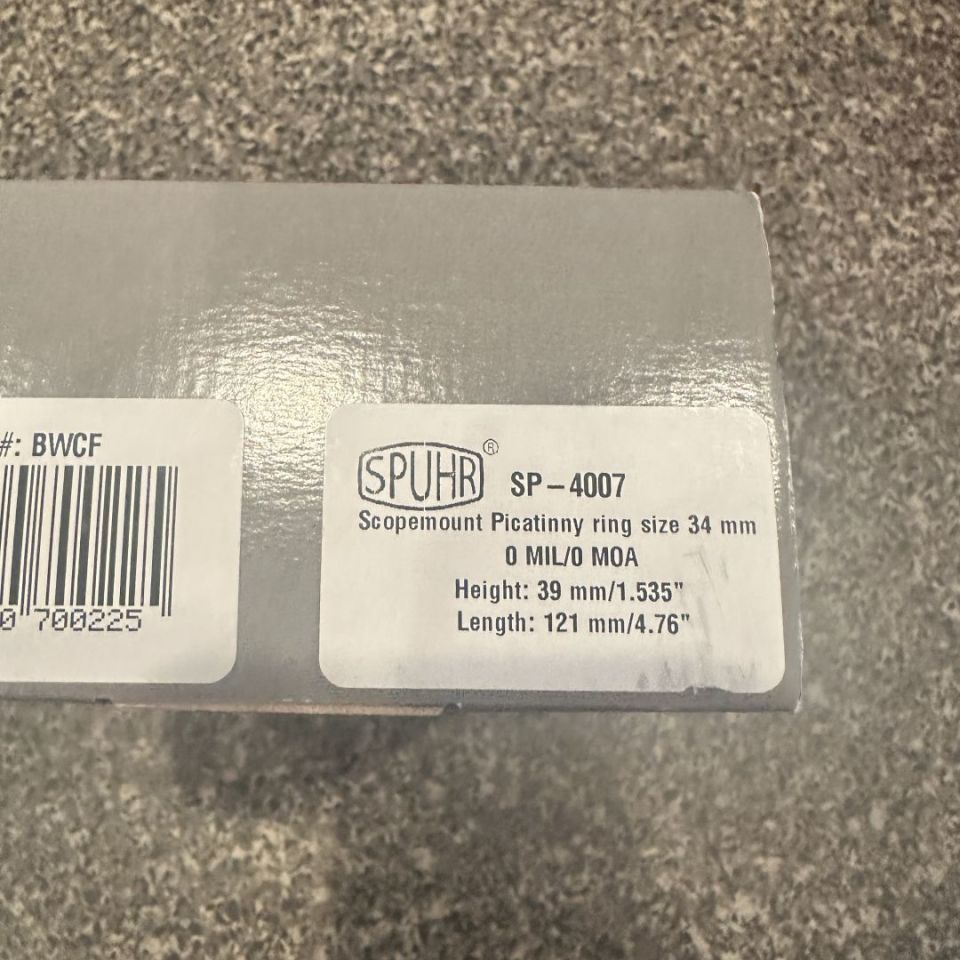 #: BWCF
0 700225
SPUHR® SP-4007
Scopemount Picatinny ring size 34 mm
0 MIL/0 MOA
Height: 39 mm/1.535"
Length: 121 mm/4.76"